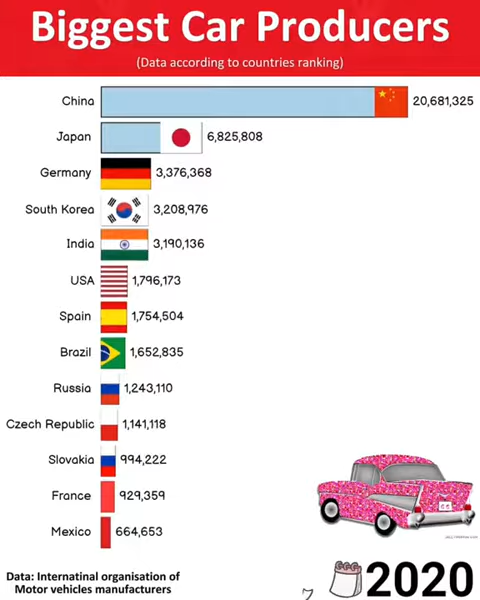 Biggest Car Producers
(Data according to countries ranking)
China 20,681,325
Japan 6,825,808
Germany 3,376,368
South Korea 3,208,976
India 3,190,136
USA 1,796,173
Spain 1,754,504
Brazil 1,652,835
Russia 1,243,110
Czech Republic 1,141,118
Slovakia 994,222
France 929,359
Mexico 664,653
Data: Internatinal organisation of
Motor vehicles manufacturers
2020